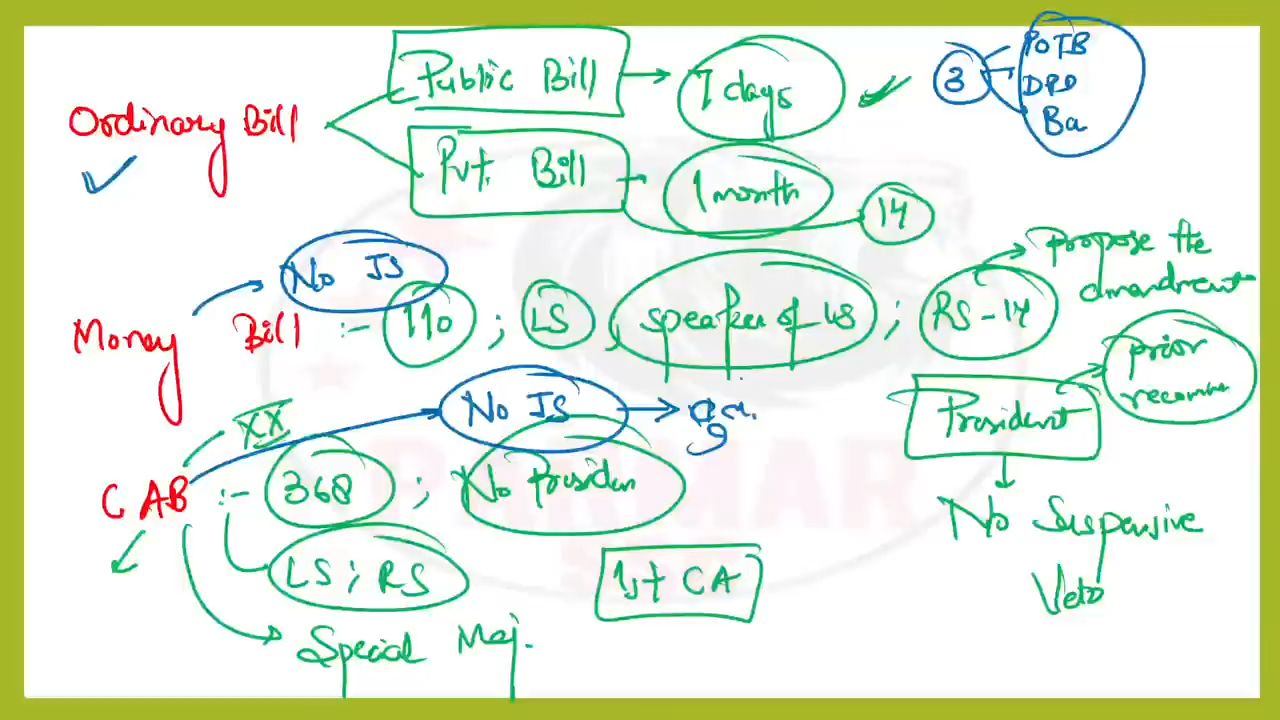 Public Bill → 7 days
3
POTB
DPD
Ba
Ordinary Bill
Pvt. Bill
1 month
14
No JS
Propose the
amendment
Money Bill :- 110 ; LS , speaker of LS ; RS - 14
prior
recomm
No JS →
President
XX
CAB :- 368 ; No Presiden
No Suspensive
Veto
LS ; RS
1st CA
Special Maj.
PARMAR